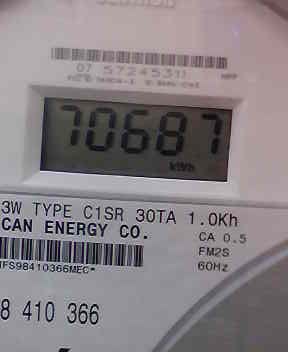 07 57245311
70687
kWh
3W TYPE C1SR 30TA 1.0Kh
CAN ENERGY CO.
CA 0.5
FM2S
60Hz
IFS98410366MEC*
8 410 366